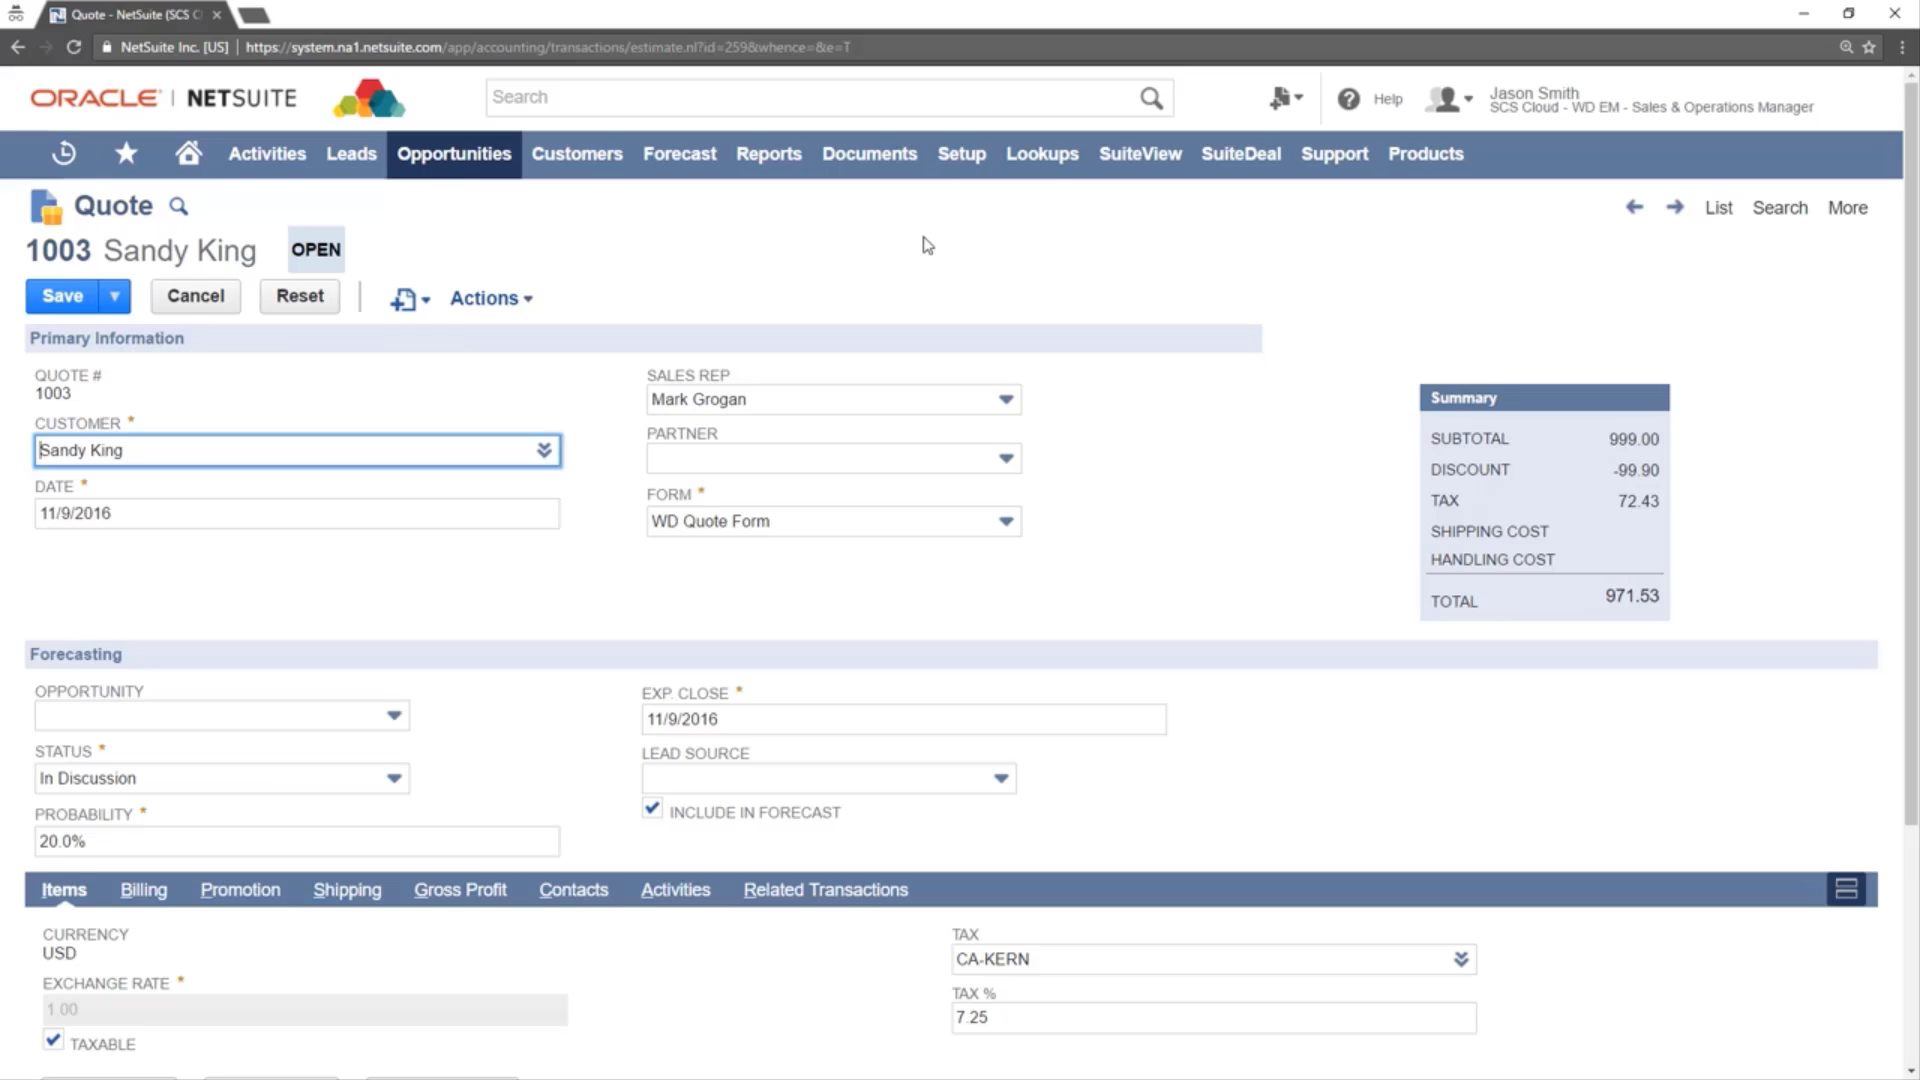 Quote - NetSuite (SCS C
NetSuite Inc. [US] | https://system.na1.netsuite.com/app/accounting/transactions/estimate.nl?id=259&whence=&e=T
ORACLE | NETSUITE
Search
Help
Jason Smith
SCS Cloud - WD EM - Sales & Operations Manager
Activities Leads Opportunities Customers Forecast Reports Documents Setup Lookups SuiteView SuiteDeal Support Products
Quote
List Search More
1003 Sandy King OPEN
Save Cancel Reset Actions
Primary Information
QUOTE #
1003
CUSTOMER *
Sandy King
DATE *
11/9/2016
SALES REP
Mark Grogan
PARTNER
FORM *
WD Quote Form
Summary
SUBTOTAL 999.00
DISCOUNT -99.90
TAX 72.43
SHIPPING COST
HANDLING COST
TOTAL 971.53
Forecasting
OPPORTUNITY
STATUS *
In Discussion
PROBABILITY *
20.0%
EXP. CLOSE *
11/9/2016
LEAD SOURCE
INCLUDE IN FORECAST
Items Billing Promotion Shipping Gross Profit Contacts Activities Related Transactions
CURRENCY
USD
EXCHANGE RATE *
1.00
TAXABLE
TAX
CA-KERN
TAX %
7.25